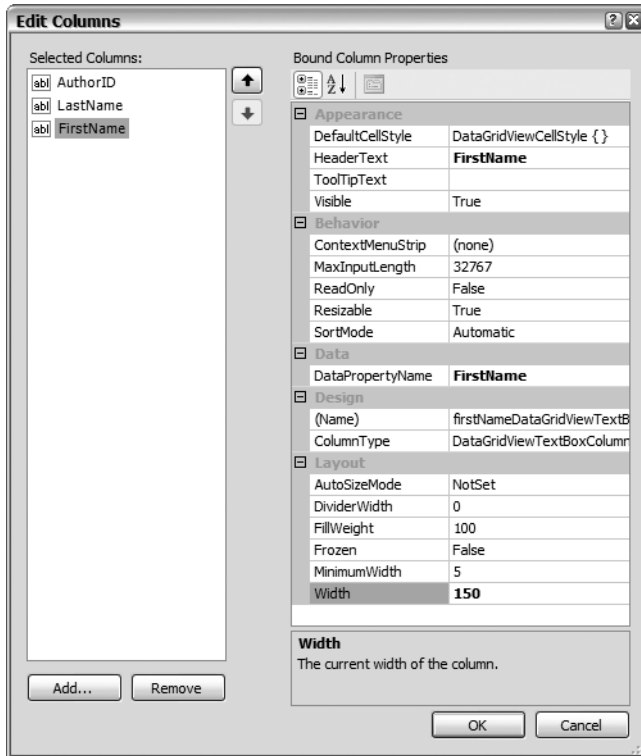 Edit Columns
Selected Columns:
abl AuthorID
abl LastName
abl FirstName
Add...
Remove
Bound Column Properties
Appearance
DefaultCellStyle DataGridViewCellStyle { }
HeaderText FirstName
ToolTipText
Visible True
Behavior
ContextMenuStrip (none)
MaxInputLength 32767
ReadOnly False
Resizable True
SortMode Automatic
Data
DataPropertyName FirstName
Design
(Name) firstNameDataGridViewTextB
ColumnType DataGridViewTextBoxColumn
Layout
AutoSizeMode NotSet
DividerWidth 0
FillWeight 100
Frozen False
MinimumWidth 5
Width 150
Width
The current width of the column.
OK
Cancel